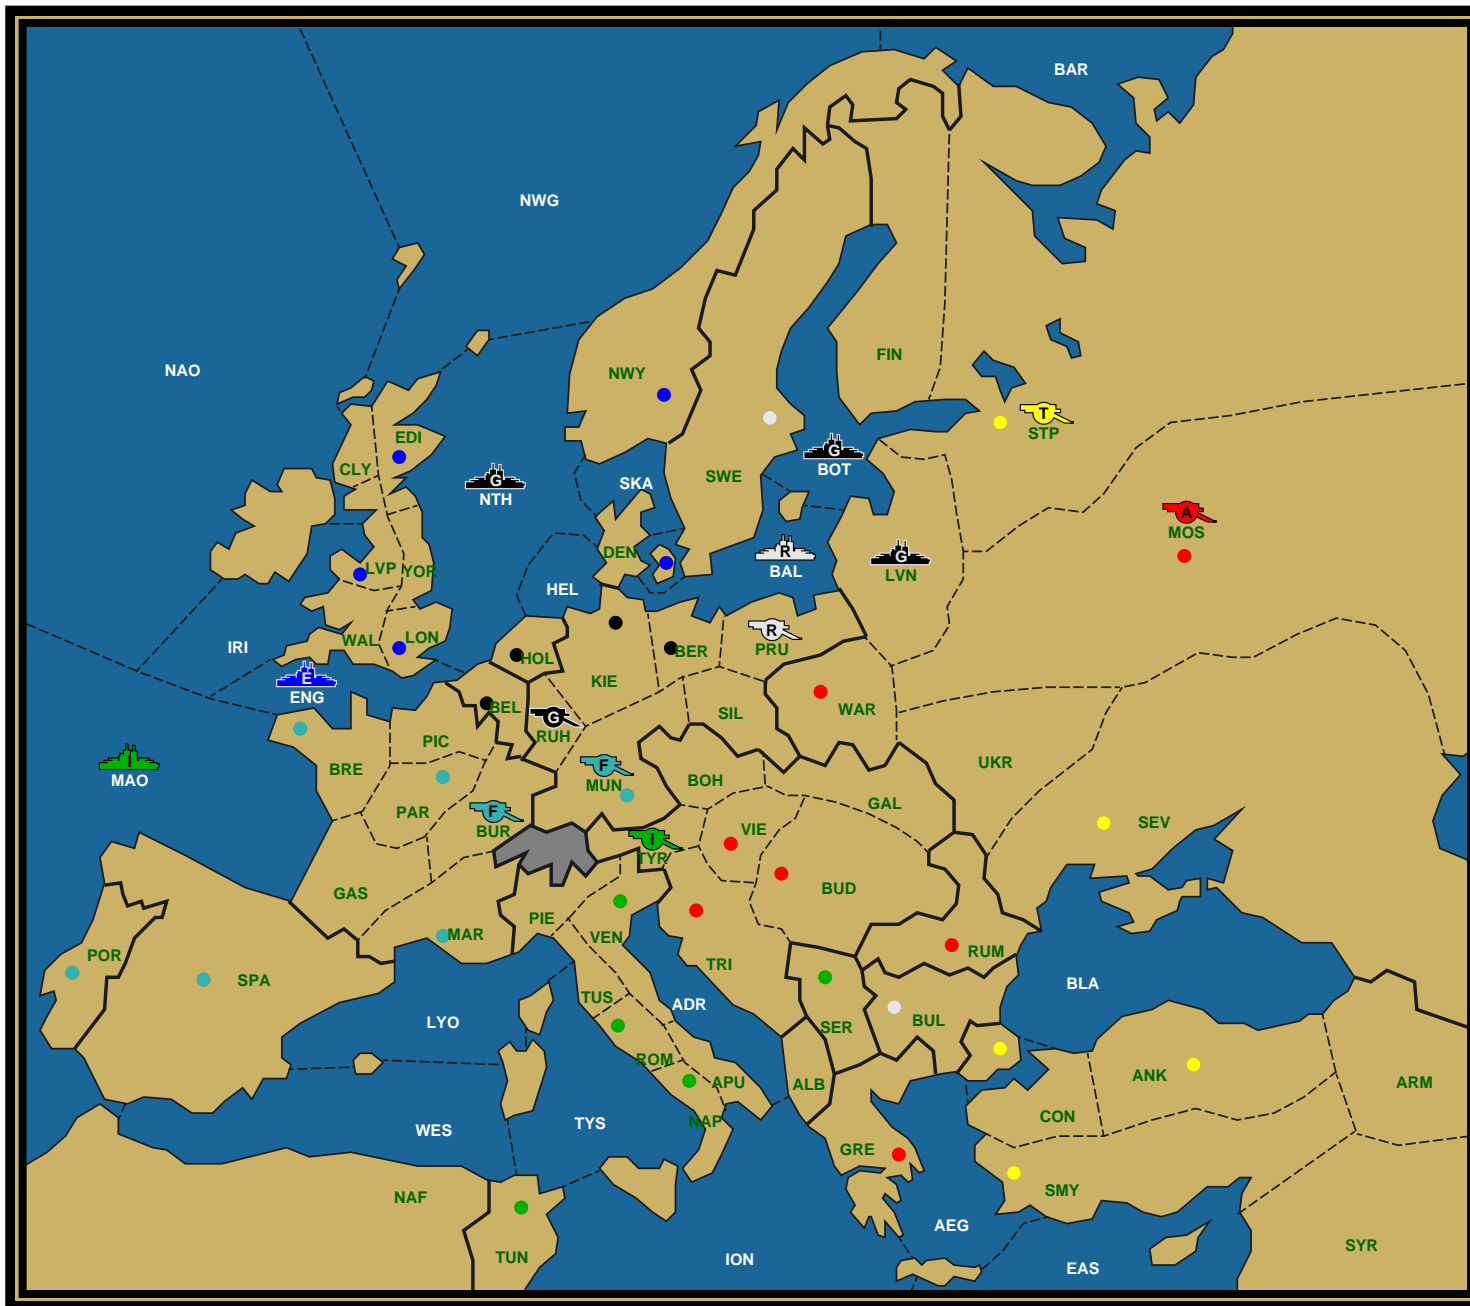 BAR
NWG
NAO
FIN
NWY
T
STP
EDI
CLY
G
NTH
SKA
SWE
G
BOT
A
MOS
DEN
R
BAL
G
LVN
LVP
YOR
HEL
IRI
WAL
LON
E
ENG
HOL
KIE
BER
R
PRU
BEL
G
RUH
SIL
WAR
I
MAO
BRE
PIC
F
MUN
BOH
UKR
PAR
F
BUR
GAL
VIE
I
TYR
SEV
GAS
BUD
PIE
MAR
VEN
POR
SPA
TRI
RUM
BLA
TUS
ADR
LYO
SER
BUL
ROM
APU
ALB
ANK
ARM
NAP
CON
WES
TYS
GRE
SMY
NAF
AEG
TUN
ION
EAS
SYR